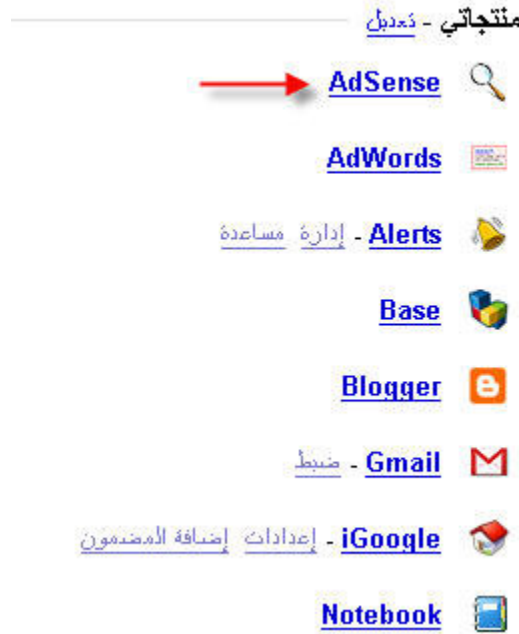 منتجاتي - تعديل
AdSense
AdWords
Alerts - إدارة مساعدة
Base
Blogger
Gmail - ضبط
iGoogle - إعدادات إضافة المضمون
Notebook